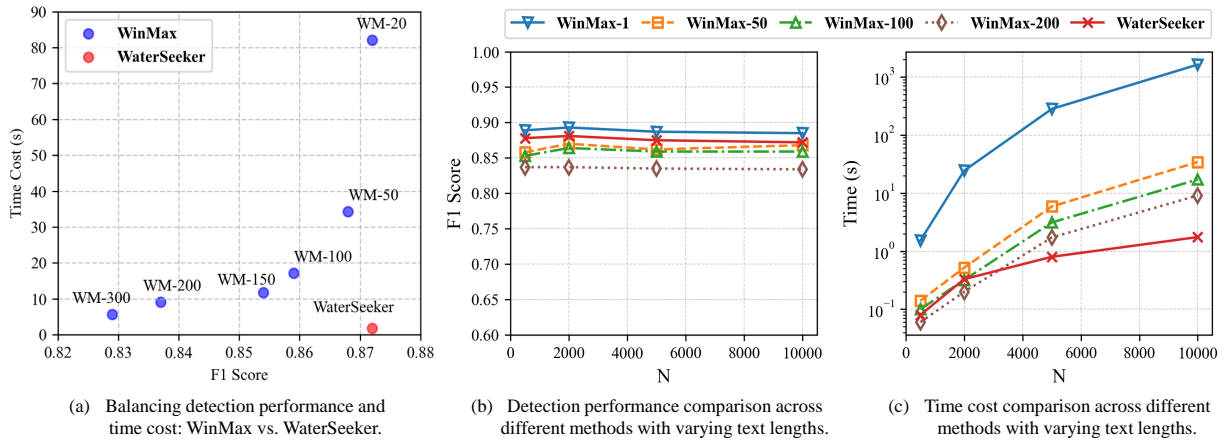 WinMax
WaterSeeker
WM-20
WM-50
WM-100
WM-150
WM-200
WM-300
WaterSeeker
90
80
70
60
50
40
30
20
10
0
Time Cost (s)
0.82 0.83 0.84 0.85 0.86 0.87 0.88
F1 Score
(a) Balancing detection performance and
time cost: WinMax vs. WaterSeeker.
WinMax-1 WinMax-50 WinMax-100 WinMax-200 WaterSeeker
1.00
0.95
0.90
0.85
0.80
0.75
0.70
0.65
0.60
F1 Score
0 2000 4000 6000 8000 10000
N
(b) Detection performance comparison across
different methods with varying text lengths.
10³
10²
10¹
10⁰
10⁻¹
Time (s)
0 2000 4000 6000 8000 10000
N
(c) Time cost comparison across different
methods with varying text lengths.